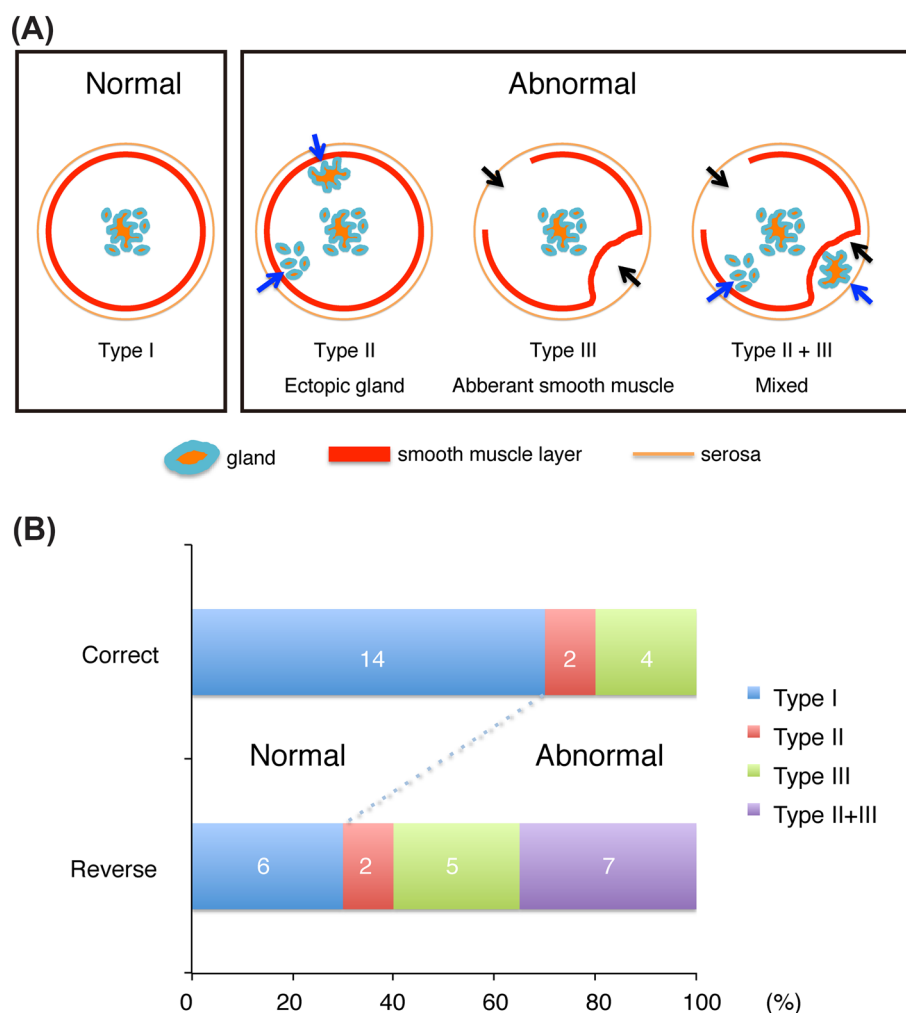 (A)
Normal
Abnormal
Type I
Type II
Type III
Type II + III
Ectopic gland
Abberant smooth muscle
Mixed
gland
smooth muscle layer
serosa
(B)
Correct
14
2
4
Type I
Type II
Type III
Type II+III
Normal
Abnormal
Reverse
6
2
5
7
0
20
40
60
80
100
(%)